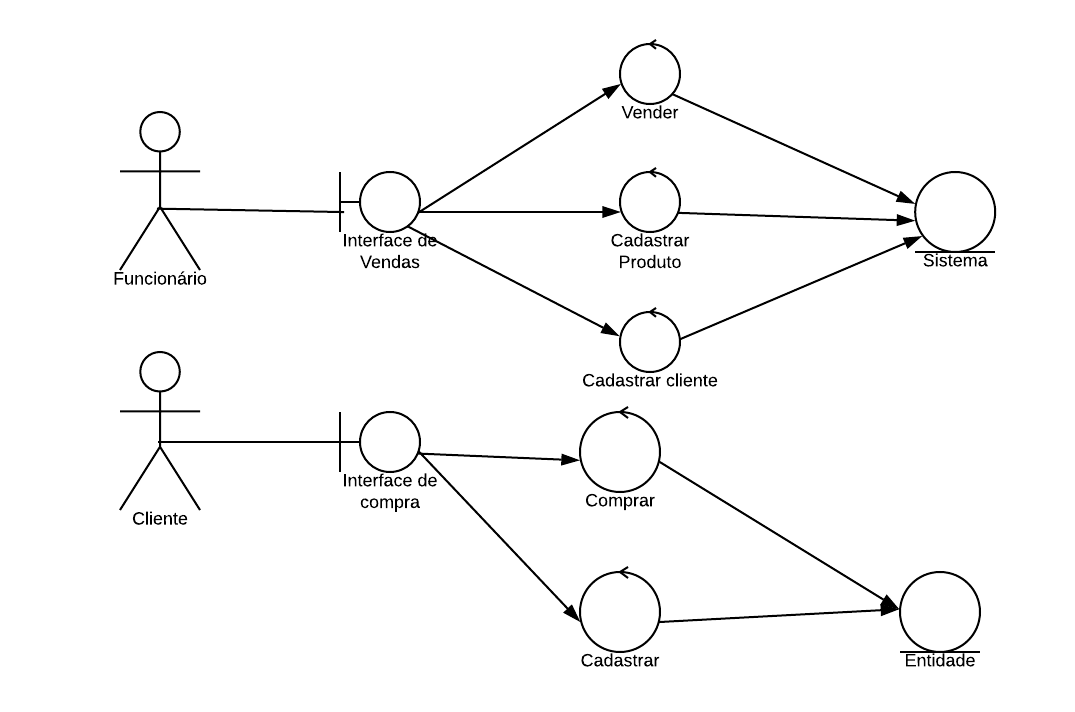 Vender
Funcionário
Interface de
Vendas
Cadastrar
Produto
Sistema
Cadastrar cliente
Cliente
Interface de
compra
Comprar
Cadastrar
Entidade